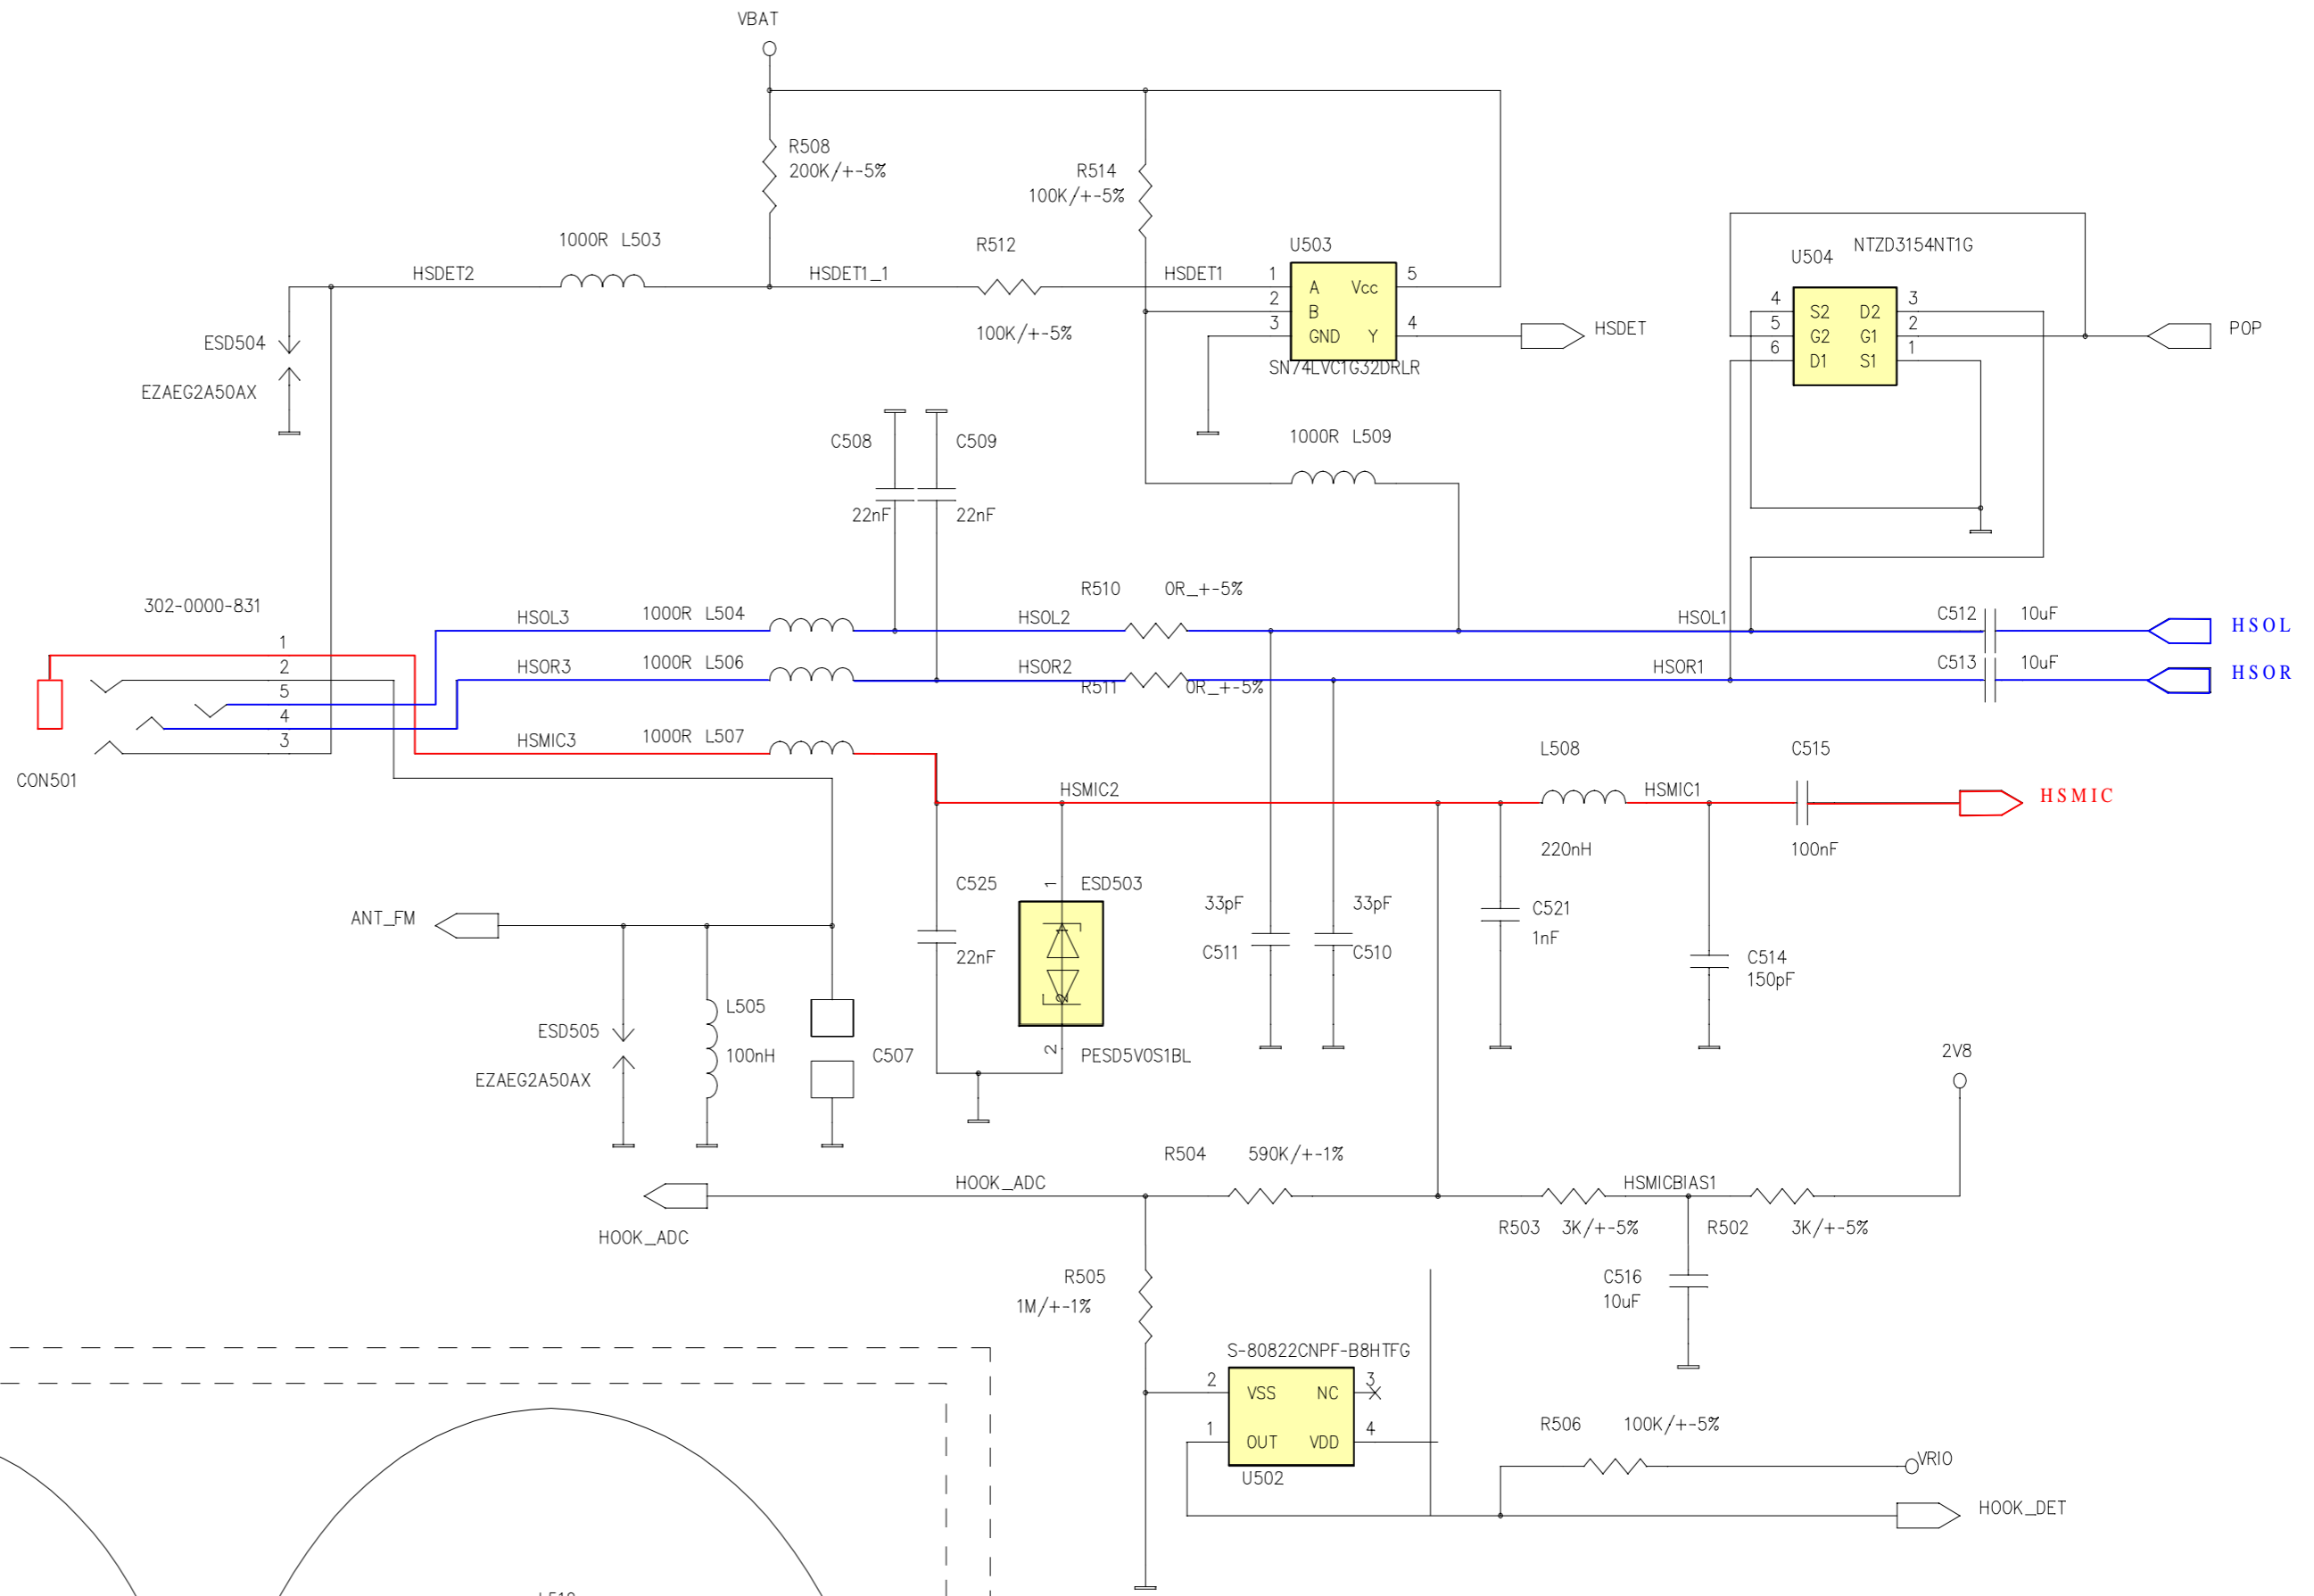 VBAT
R508
200K/+-5%
R514
100K/+-5%
1000R L503
R512
U503
NTZD3154NT1G
U504
HSDET2
HSDET1_1
HSDET1
1
A
Vcc
5
2
B
3
GND
Y
4
HSDET
SN74LVC1G32DRLR
100K/+-5%
4
S2
D2
3
5
G2
G1
2
6
D1
S1
1
POP
ESD504
EZAEG2A50AX
C508
C509
22nF
22nF
1000R L509
302-0000-831
R510
0R_+-5%
HSOL3
1000R L504
HSOL2
HSOL1
C512
10uF
HSOL
1
2
5
4
3
HSOR3
1000R L506
HSOR2
R511
0R_+-5%
HSOR1
C513
10uF
HSOR
HSMIC3
1000R L507
CON501
HSMIC2
L508
220nH
HSMIC1
C515
100nF
HSMIC
C525
22nF
1
ESD503
2
PESD5V0S1BL
33pF
C511
33pF
C510
C521
1nF
C514
150pF
ANT_FM
ESD505
EZAEG2A50AX
L505
100nH
C507
2V8
R504
590K/+-1%
HOOK_ADC
HOOK_ADC
HSMICBIAS1
R503
3K/+-5%
R502
3K/+-5%
R505
1M/+-1%
C516
10uF
S-80822CNPF-B8HTFG
2
VSS
NC
3
1
OUT
VDD
4
U502
R506
100K/+-5%
VRIO
HOOK_DET